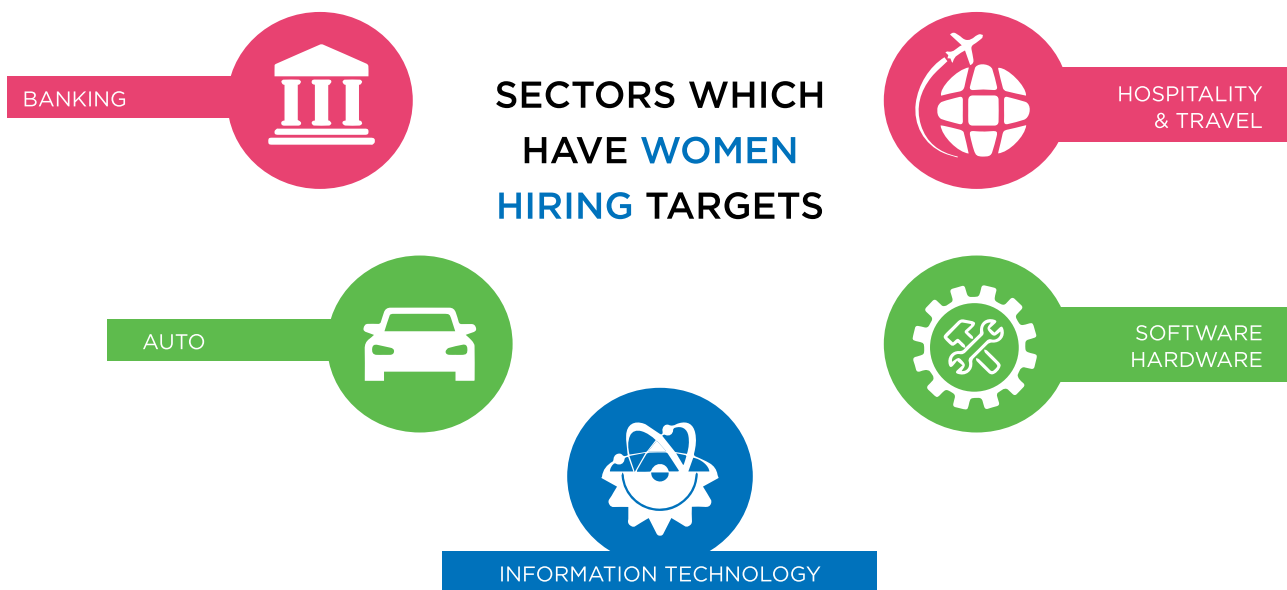 BANKING
SECTORS WHICH
HAVE WOMEN
HIRING TARGETS
HOSPITALITY
& TRAVEL
AUTO
SOFTWARE
HARDWARE
INFORMATION TECHNOLOGY